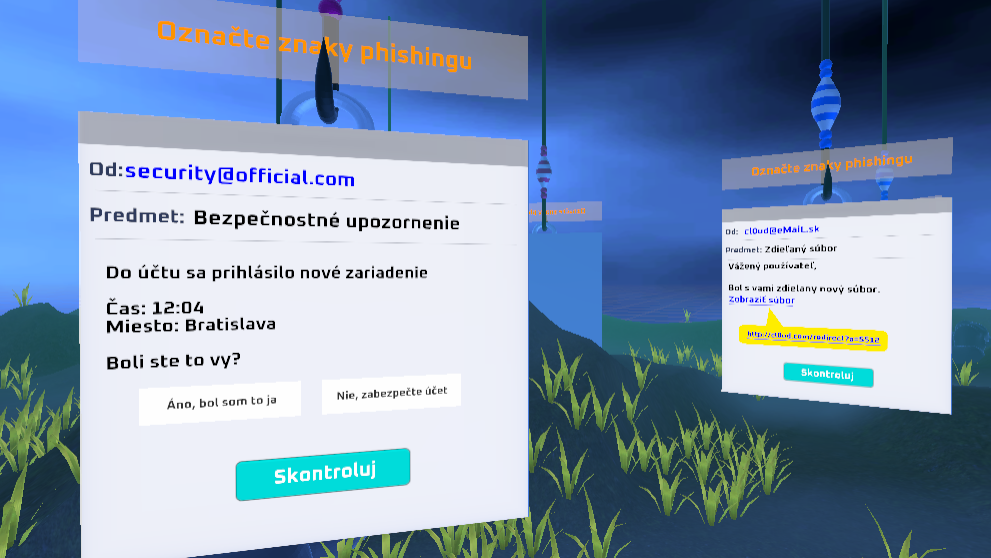 Označte znaky phishingu
Od:security@official.com
Predmet: Bezpečnostné upozornenie
Do účtu sa prihlásilo nové zariadenie
Čas: 12:04
Miesto: Bratislava
Boli ste to vy?
Áno, bol som to ja
Nie, zabezpečte účet
Skontroluj
Označte znaky phishingu
Od: cl0ud@eMaiL.sk
Predmet: Zdieľaný súbor
Vážený používateľ,
Bol s vami zdielany nový súbor.
Zobraziť súbor
http://cl0ud.com/redirect?a=5512
Skontroluj